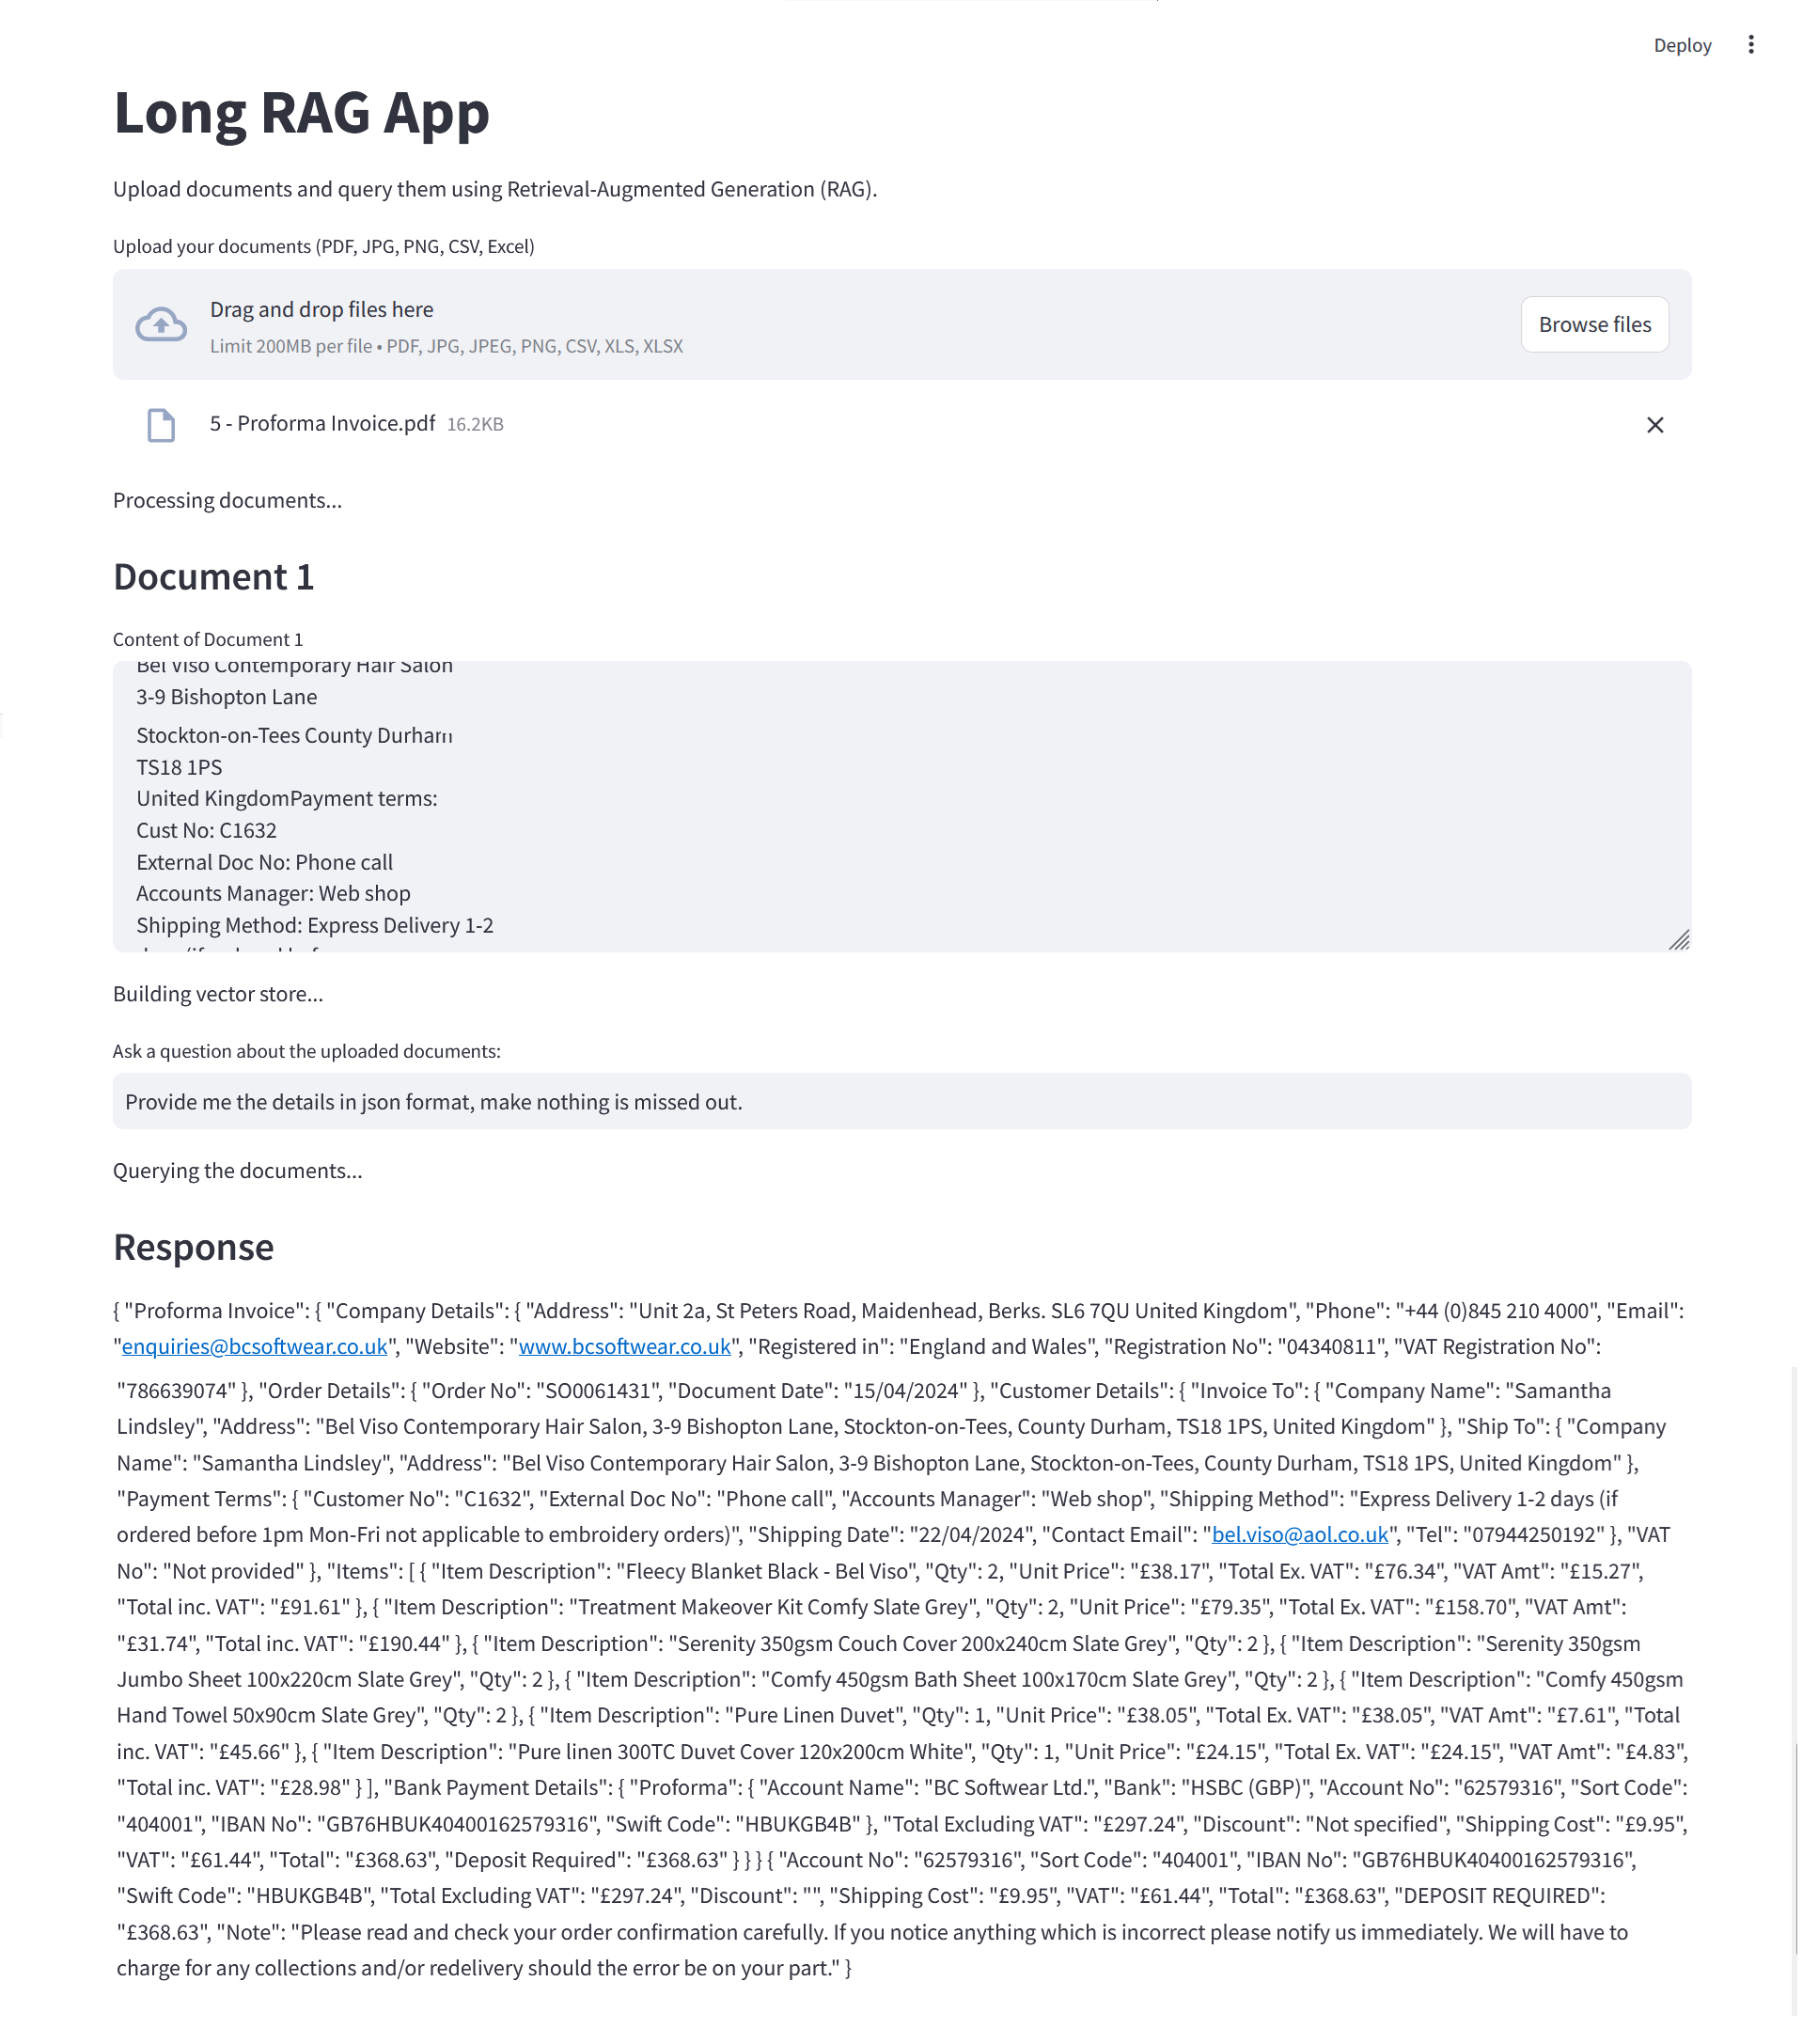 Deploy
Long RAG App
Upload documents and query them using Retrieval-Augmented Generation (RAG).
Upload your documents (PDF, JPG, PNG, CSV, Excel)
Drag and drop files here
Limit 200MB per file • PDF, JPG, JPEG, PNG, CSV, XLS, XLSX
Browse files
5 - Proforma Invoice.pdf 16.2KB
Processing documents...
Document 1
Content of Document 1
Bel Viso Contemporary Hair Salon
3-9 Bishopton Lane
Stockton-on-Tees County Durham
TS18 1PS
United KingdomPayment terms:
Cust No: C1632
External Doc No: Phone call
Accounts Manager: Web shop
Shipping Method: Express Delivery 1-2
Building vector store...
Ask a question about the uploaded documents:
Provide me the details in json format, make nothing is missed out.
Querying the documents...
Response
{ "Proforma Invoice": { "Company Details": { "Address": "Unit 2a, St Peters Road, Maidenhead, Berks. SL6 7QU United Kingdom", "Phone": "+44 (0)845 210 4000", "Email":
"enquiries@bcsoftwear.co.uk", "Website": "www.bcsoftwear.co.uk", "Registered in": "England and Wales", "Registration No": "04340811", "VAT Registration No":
"786639074" }, "Order Details": { "Order No": "SO0061431", "Document Date": "15/04/2024" }, "Customer Details": { "Invoice To": { "Company Name": "Samantha
Lindsley", "Address": "Bel Viso Contemporary Hair Salon, 3-9 Bishopton Lane, Stockton-on-Tees, County Durham, TS18 1PS, United Kingdom" }, "Ship To": { "Company
Name": "Samantha Lindsley", "Address": "Bel Viso Contemporary Hair Salon, 3-9 Bishopton Lane, Stockton-on-Tees, County Durham, TS18 1PS, United Kingdom" },
"Payment Terms": { "Customer No": "C1632", "External Doc No": "Phone call", "Accounts Manager": "Web shop", "Shipping Method": "Express Delivery 1-2 days (if
ordered before 1pm Mon-Fri not applicable to embroidery orders)", "Shipping Date": "22/04/2024", "Contact Email": "bel.viso@aol.co.uk", "Tel": "07944250192" }, "VAT
No": "Not provided" }, "Items": [ { "Item Description": "Fleecy Blanket Black - Bel Viso", "Qty": 2, "Unit Price": "£38.17", "Total Ex. VAT": "£76.34", "VAT Amt": "£15.27",
"Total inc. VAT": "£91.61" }, { "Item Description": "Treatment Makeover Kit Comfy Slate Grey", "Qty": 2, "Unit Price": "£79.35", "Total Ex. VAT": "£158.70", "VAT Amt":
"£31.74", "Total inc. VAT": "£190.44" }, { "Item Description": "Serenity 350gsm Couch Cover 200x240cm Slate Grey", "Qty": 2 }, { "Item Description": "Serenity 350gsm
Jumbo Sheet 100x220cm Slate Grey", "Qty": 2 }, { "Item Description": "Comfy 450gsm Bath Sheet 100x170cm Slate Grey", "Qty": 2 }, { "Item Description": "Comfy 450gsm
Hand Towel 50x90cm Slate Grey", "Qty": 2 }, { "Item Description": "Pure Linen Duvet", "Qty": 1, "Unit Price": "£38.05", "Total Ex. VAT": "£38.05", "VAT Amt": "£7.61", "Total
inc. VAT": "£45.66" }, { "Item Description": "Pure linen 300TC Duvet Cover 120x200cm White", "Qty": 1, "Unit Price": "£24.15", "Total Ex. VAT": "£24.15", "VAT Amt": "£4.83",
"Total inc. VAT": "£28.98" } ], "Bank Payment Details": { "Proforma": { "Account Name": "BC Softwear Ltd.", "Bank": "HSBC (GBP)", "Account No": "62579316", "Sort Code":
"404001", "IBAN No": "GB76HBUK40400162579316", "Swift Code": "HBUKGB4B" }, "Total Excluding VAT": "£297.24", "Discount": "Not specified", "Shipping Cost": "£9.95",
"VAT": "£61.44", "Total": "£368.63", "Deposit Required": "£368.63" } } } { "Account No": "62579316", "Sort Code": "404001", "IBAN No": "GB76HBUK40400162579316",
"Swift Code": "HBUKGB4B", "Total Excluding VAT": "£297.24", "Discount": "", "Shipping Cost": "£9.95", "VAT": "£61.44", "Total": "£368.63", "DEPOSIT REQUIRED":
"£368.63", "Note": "Please read and check your order confirmation carefully. If you notice anything which is incorrect please notify us immediately. We will have to
charge for any collections and/or redelivery should the error be on your part." }